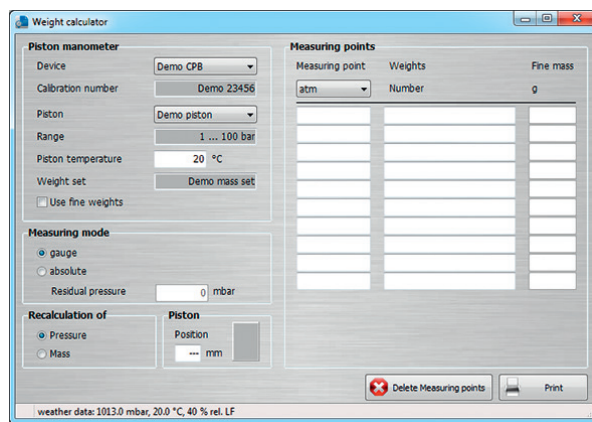 Weight calculator
Piston manometer
Device Demo CPB
Calibration number Demo 23456
Piston Demo piston
Range 1 ... 100 bar
Piston temperature 20 °C
Weight set Demo mass set
Use fine weights
Measuring mode
gauge
absolute
Residual pressure 0 mbar
Recalculation of
Pressure
Mass
Piston
Position
--- mm
Measuring points
Measuring point Weights Fine mass
atm Number g
Delete Measuring points Print
weather data: 1013.0 mbar, 20.0 °C, 40 % rel. LF